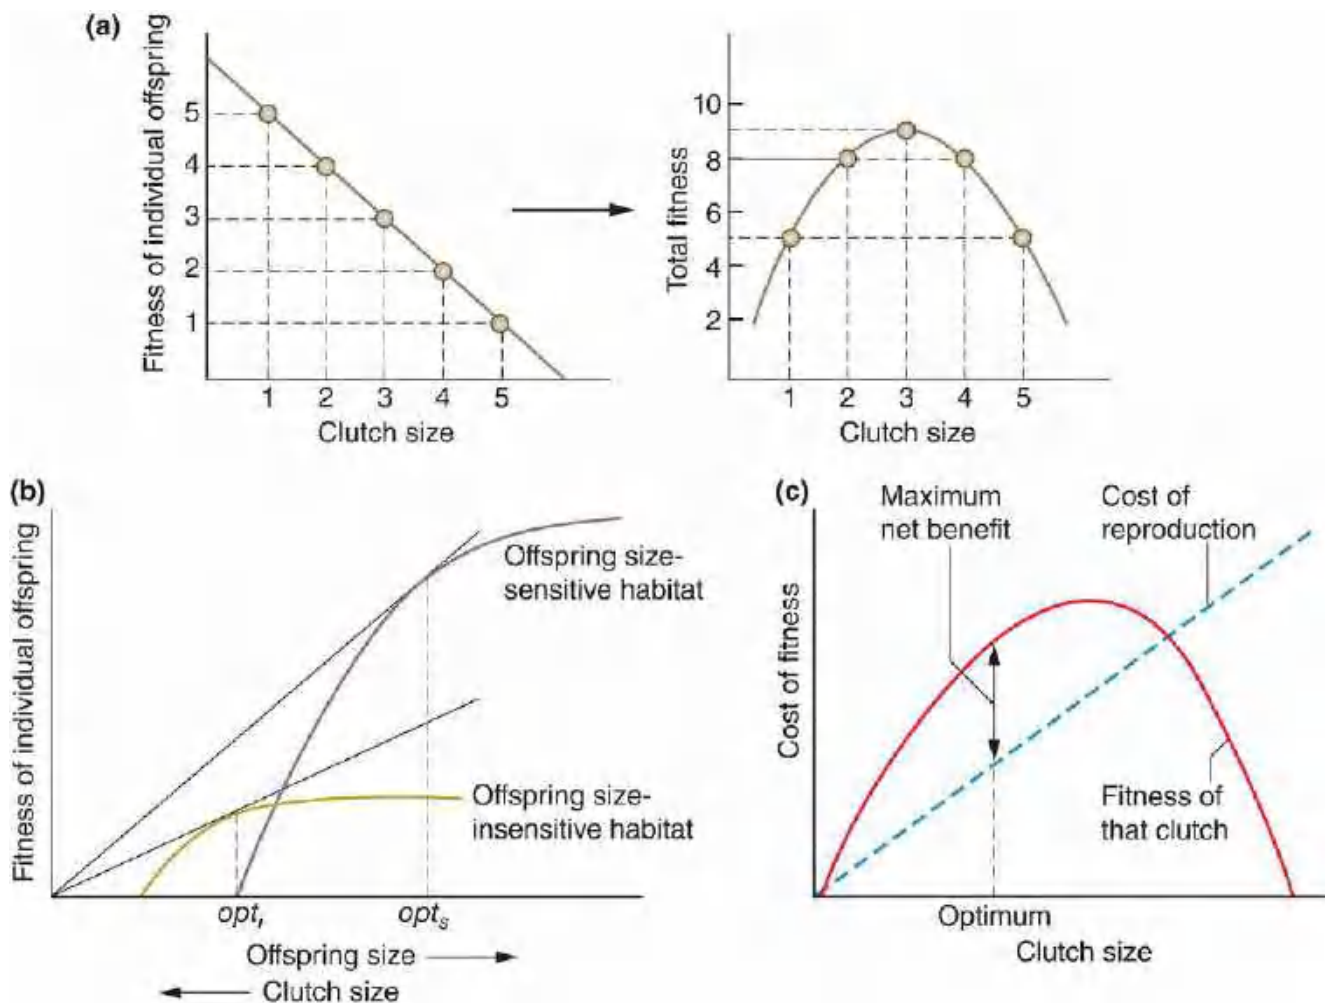 (a)
Fitness of individual offspring
5
4
3
2
1
1 2 3 4 5
Clutch size
Total fitness
10
8
6
4
2
1 2 3 4 5
Clutch size
(b)
Fitness of individual offspring
Offspring size-
sensitive habitat
Offspring size-
insensitive habitat
opt
opts
Offspring size
Clutch size
(c)
Maximum
net benefit
Cost of
reproduction
Cost of fitness
Fitness of
that clutch
Optimum
Clutch size